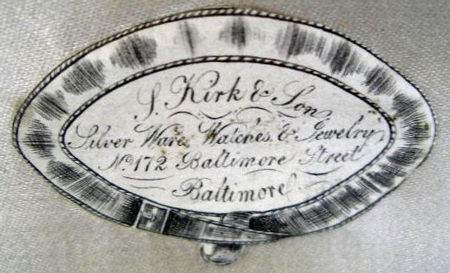 S. Kirk & Son
Silver Ware, Watches, & Jewelry
No. 172 Baltimore Street
Baltimore